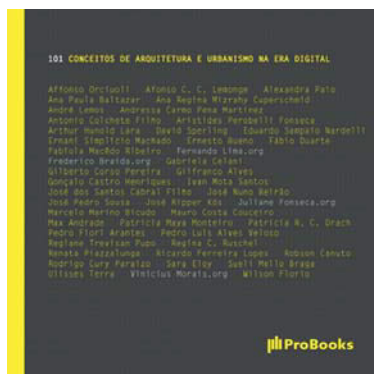 101 CONCEITOS DE ARQUITETURA E URBANISMO NA ERA DIGITAL
Affonso Orciuoli Afonso C. C. Lemonge Alexandra Paio
Ana Paula Baltazar Ana Regina Mizrahy Cuperschmid
André Lemos Andressa Carmo Pena Martinez
Antonio Colchete Filho Aristides Perobelli Fonseca
Arthur Hunold Lara David Sperling Eduardo Sampaio Nardelli
Ernani Simplício Machado Ernesto Bueno Fábio Duarte
Fabíola Macêdo Ribeiro Fernando Lima.org
Frederico Braida.org Gabriela Celani
Gilberto Corso Pereira Gilfranco Alves
Gonçalo Castro Henriques Ivan Mota Santos
José dos Santos Cabral Filho José Nuno Beirão
José Pedro Sousa José Ripper Kós Juliane Fonseca.org
Marcelo Marino Bicudo Mauro Costa Couceiro
Max Andrade Patricia Maya Monteiro Patricia R. C. Drach
Pedro Fiori Arantes Pedro Luis Alves Veloso
Regiane Trevisan Pupo Regina C. Ruschel
Renata Piazzalunga Ricardo Ferreira Lopes Robson Canuto
Rodrigo Cury Paraizo Sara Eloy Sueli Mello Braga
Ulisses Terra Vinicius Morais.org Wilson Florio
ProBooks